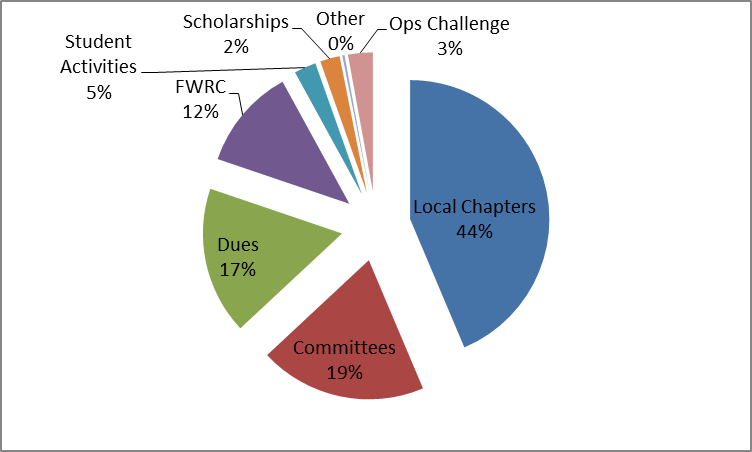 Scholarships
2%
Other
0%
Ops Challenge
3%
Student
Activities
5%
FWRC
12%
Local Chapters
44%
Dues
17%
Committees
19%